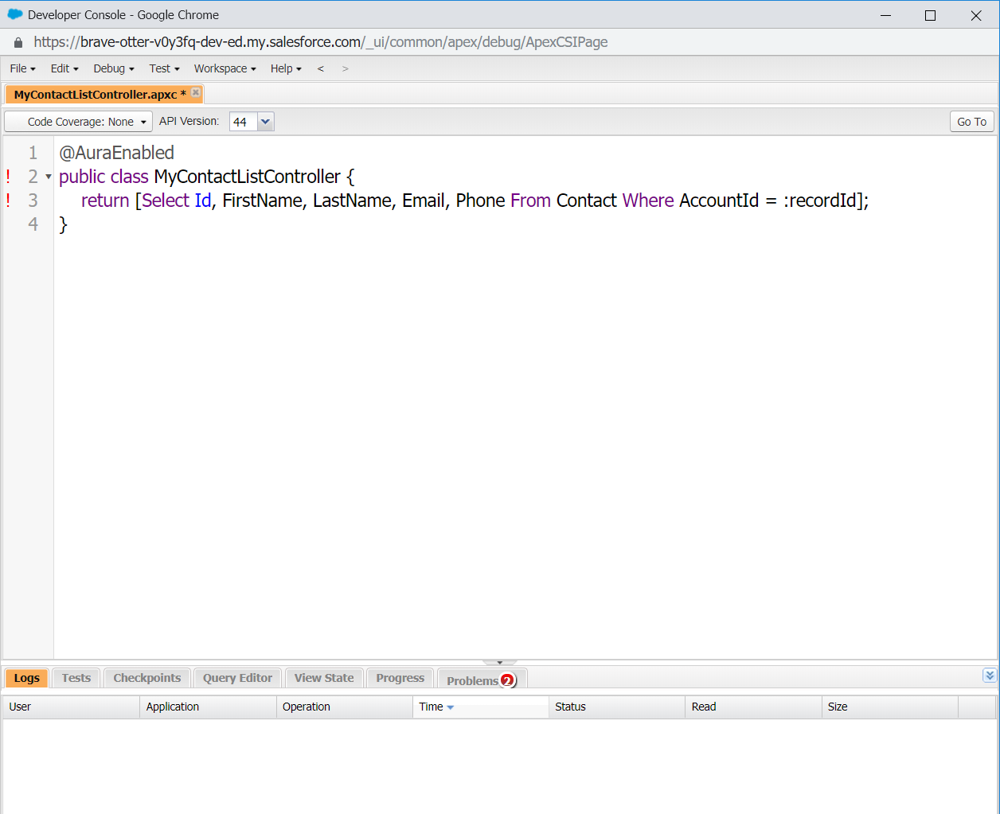 Developer Console - Google Chrome
https://brave-otter-v0y3fq-dev-ed.my.salesforce.com/_ui/common/apex/debug/ApexCSIPage
File Edit Debug Test Workspace Help < >
MyContactListController.apxc *
Code Coverage: None API Version: 44 Go To
1 @AuraEnabled
! 2 public class MyContactListController {
! 3 return [Select Id, FirstName, LastName, Email, Phone From Contact Where AccountId = :recordId];
4 }
Logs Tests Checkpoints Query Editor View State Progress Problems 2
User Application Operation Time Status Read Size